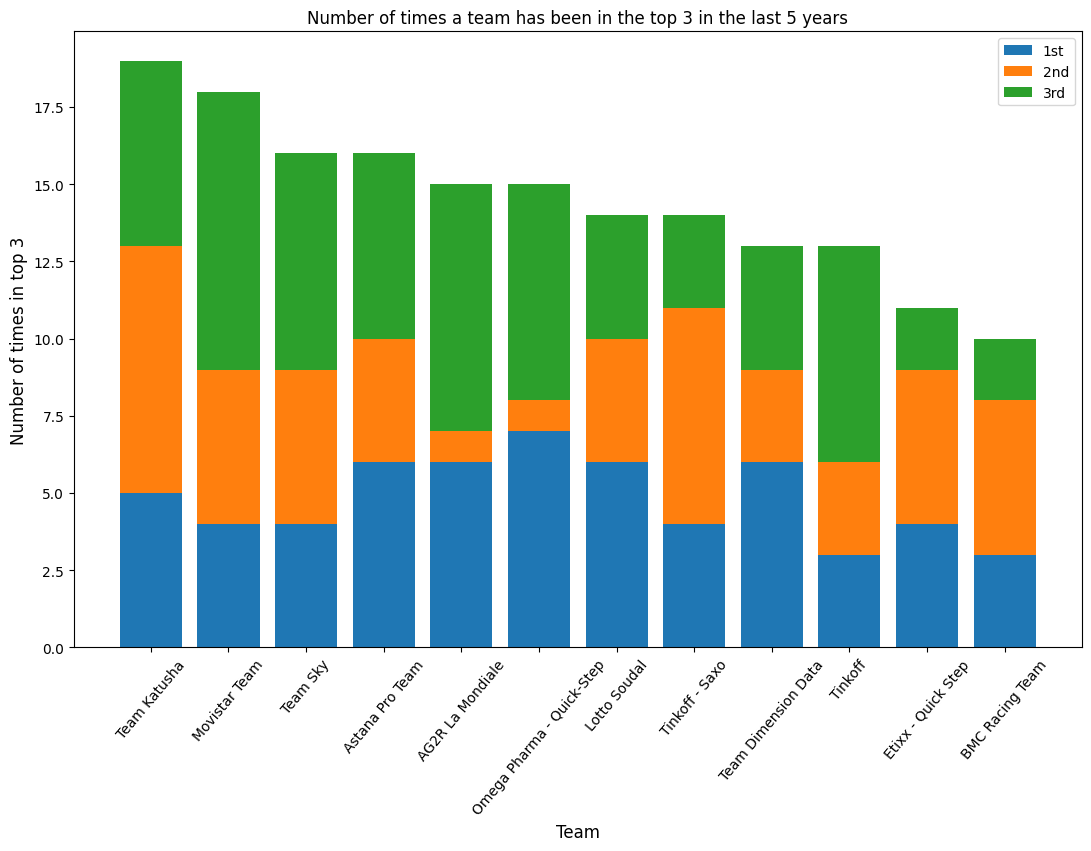 Number of times a team has been in the top 3 in the last 5 years
1st
2nd
3rd
Number of times in top 3
17.5
15.0
12.5
10.0
7.5
5.0
2.5
0.0
Team Katusha
Movistar Team
Team Sky
Astana Pro Team
AG2R La Mondiale
Omega Pharma - Quick-Step
Lotto Soudal
Tinkoff - Saxo
Team Dimension Data
Tinkoff
Etixx - Quick Step
BMC Racing Team
Team